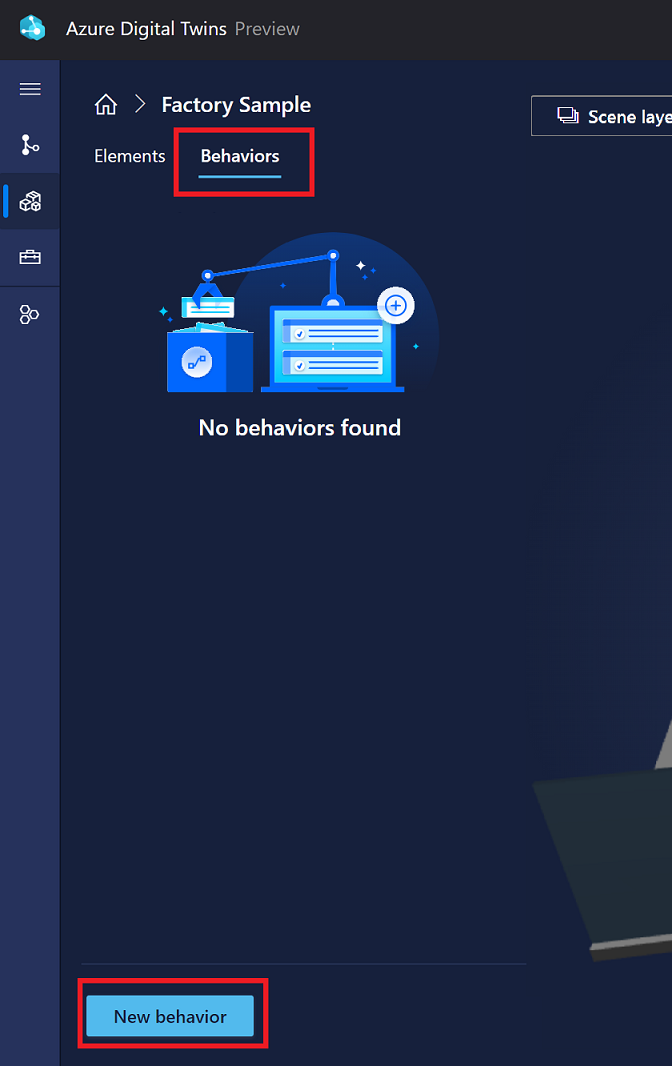 Azure Digital Twins Preview
Factory Sample
Scene laye
Elements Behaviors
No behaviors found
New behavior